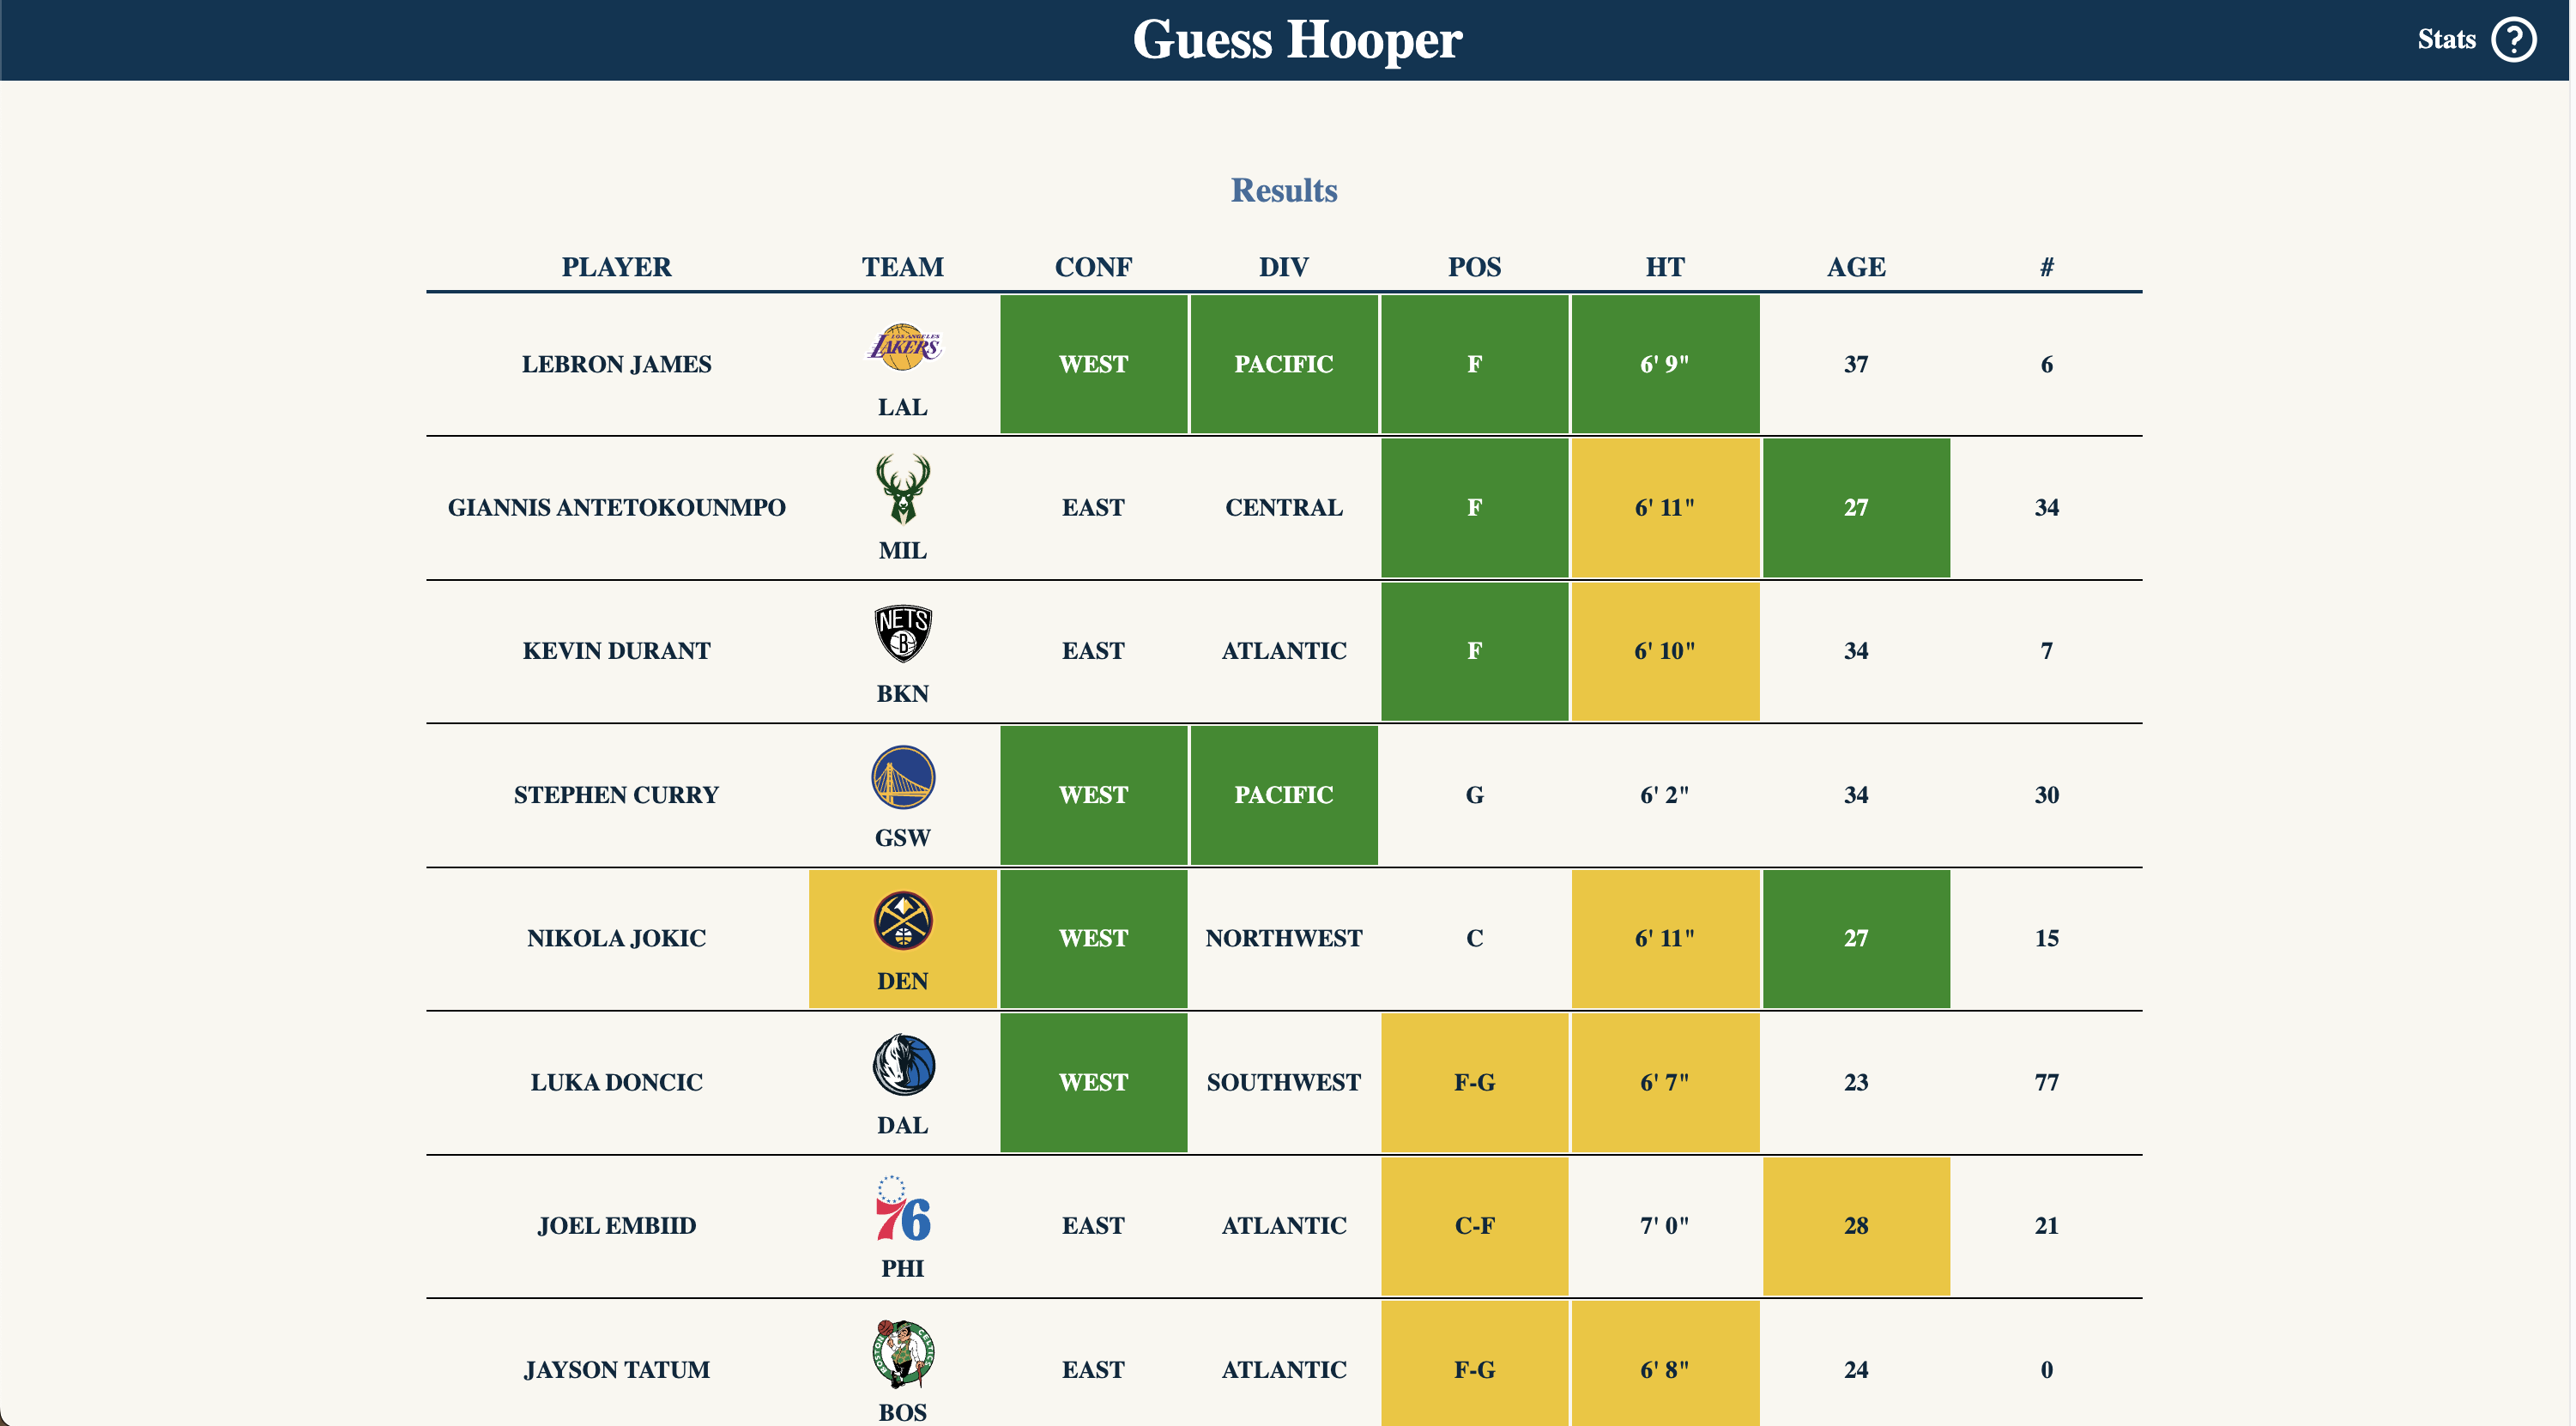 Guess Hooper
Stats ?
Results
PLAYER TEAM CONF DIV POS HT AGE #
LOS ANGELES
LAKERS
LEBRON JAMES WEST PACIFIC F 6' 9" 37 6
LAL
GIANNIS ANTETOKOUNMPO EAST CENTRAL F 6' 11" 27 34
MIL
NETS
B
KEVIN DURANT EAST ATLANTIC F 6' 10" 34 7
BKN
STEPHEN CURRY WEST PACIFIC G 6' 2" 34 30
GSW
NIKOLA JOKIC WEST NORTHWEST C 6' 11" 27 15
DEN
LUKA DONCIC WEST SOUTHWEST F-G 6' 7" 23 77
DAL
76
JOEL EMBIID EAST ATLANTIC C-F 7' 0" 28 21
PHI
BOSTON CELTICS
JAYSON TATUM EAST ATLANTIC F-G 6' 8" 24 0
BOS